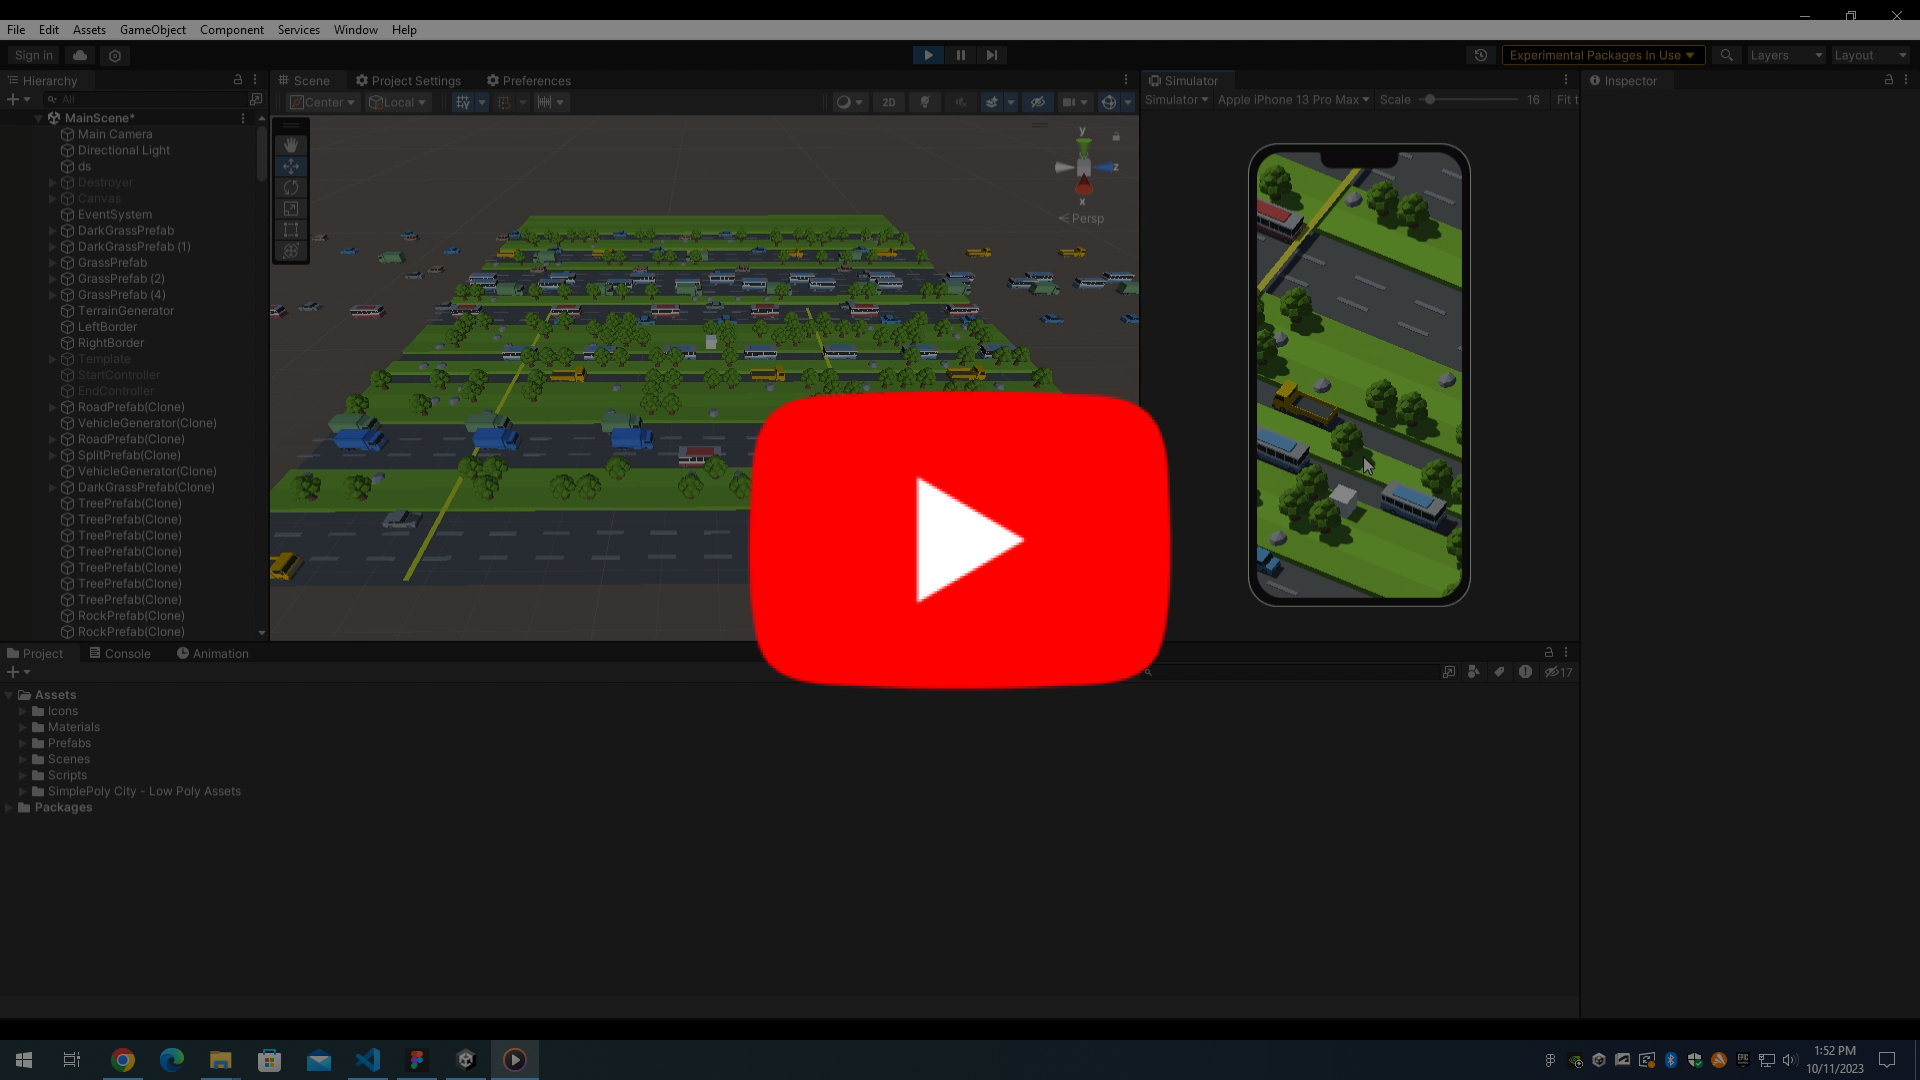 File Edit Assets GameObject Component Services Window Help
Sign in
Experimental Packages In Use
Layers
Layout
Hierarchy
Scene
Project Settings
Preferences
Simulator
Inspector
All
Center
Local
2D
Simulator
Apple iPhone 13 Pro Max
Scale
16
Fit t
MainScene*
Main Camera
Directional Light
ds
Destroyer
Canvas
EventSystem
DarkGrassPrefab
DarkGrassPrefab (1)
GrassPrefab
GrassPrefab (2)
GrassPrefab (4)
TerrainGenerator
LeftBorder
RightBorder
Template
StartController
EndController
RoadPrefab(Clone)
VehicleGenerator(Clone)
RoadPrefab(Clone)
SplitPrefab(Clone)
VehicleGenerator(Clone)
DarkGrassPrefab(Clone)
TreePrefab(Clone)
TreePrefab(Clone)
TreePrefab(Clone)
TreePrefab(Clone)
TreePrefab(Clone)
TreePrefab(Clone)
TreePrefab(Clone)
RockPrefab(Clone)
RockPrefab(Clone)
y
z
x
Persp
Project
Console
Animation
17
Assets
Icons
Materials
Prefabs
Scenes
Scripts
SimplePoly City - Low Poly Assets
Packages
EPIC
1:52 PM
10/11/2023